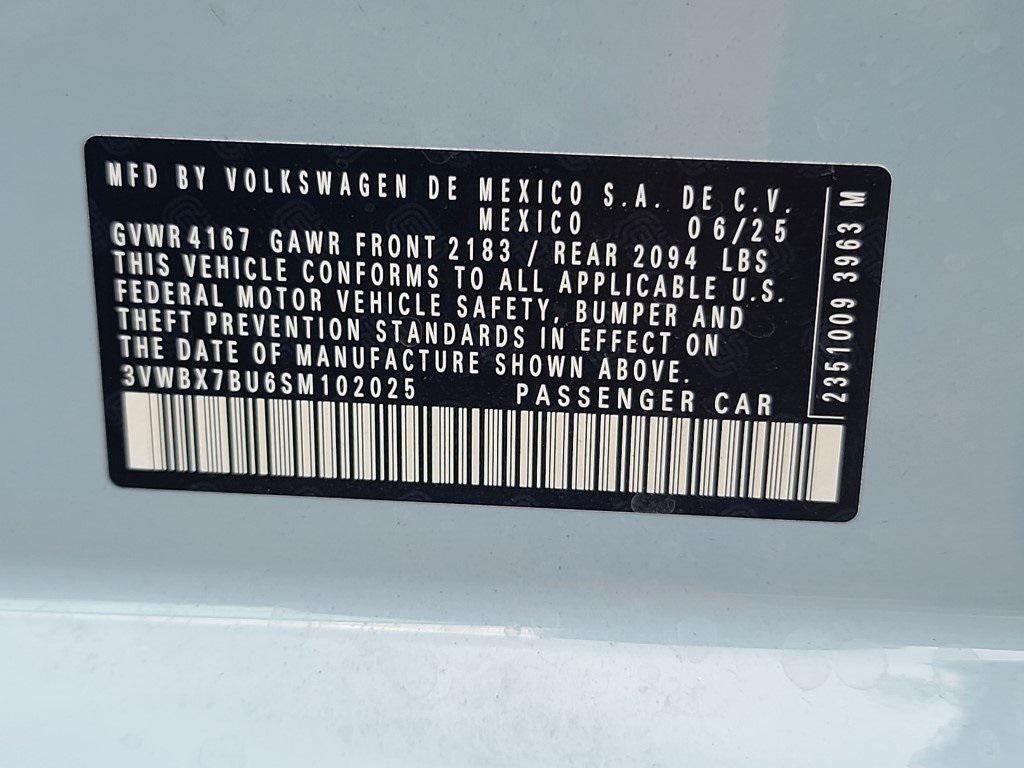 MFD BY VOLKSWAGEN DE MEXICO S.A. DE C.V.
MEXICO 06/25
GVWR 4167 GAWR FRONT 2183 / REAR 2094 LBS
THIS VEHICLE CONFORMS TO ALL APPLICABLE U.S.
FEDERAL MOTOR VEHICLE SAFETY, BUMPER AND
THEFT PREVENTION STANDARDS IN EFFECT ON
THE DATE OF MANUFACTURE SHOWN ABOVE.
3VWBX7BU6SM102025 PASSENGER CAR
2351009 3963 M